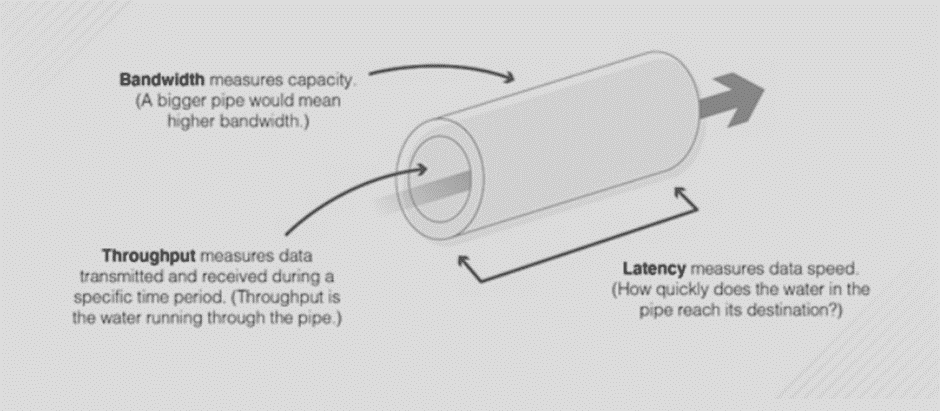 Bandwidth measures capacity.
(A bigger pipe would mean
higher bandwidth.)
Throughput measures data
transmitted and received during a
specific time period. (Throughput is
the water running through the pipe.)
Latency measures data speed.
(How quickly does the water in the
pipe reach its destination?)